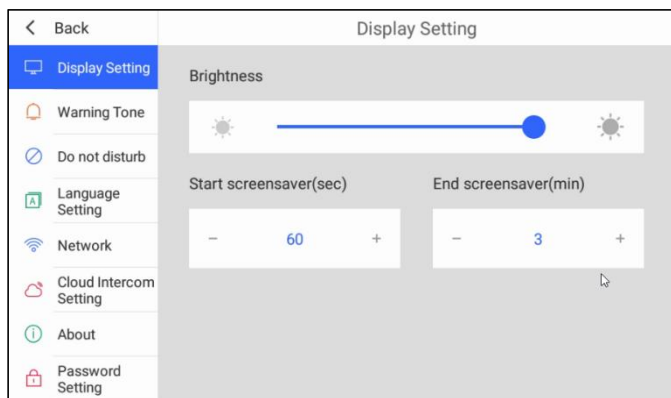 Back
Display Setting
Display Setting
Warning Tone
Do not disturb
Language
Setting
Network
Cloud Intercom
Setting
About
Password
Setting
Brightness
Start screensaver(sec)
End screensaver(min)
− 60 +
− 3 +
A